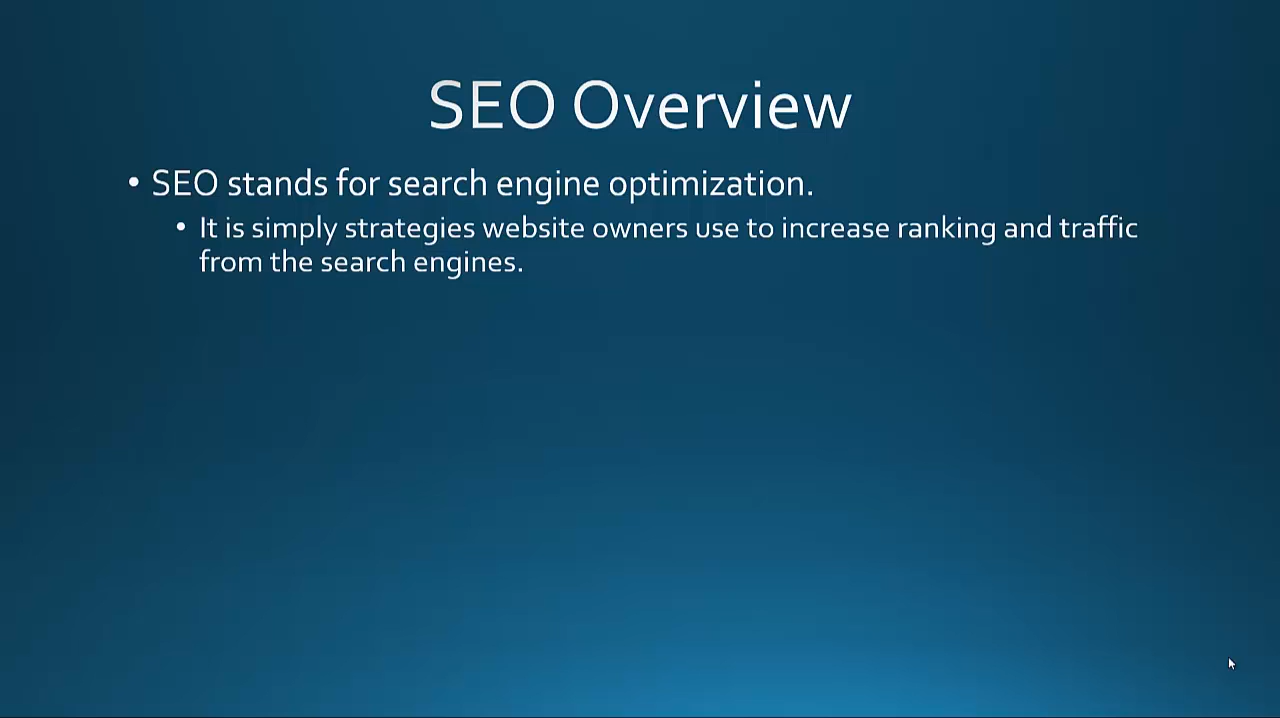 SEO Overview
• SEO stands for search engine optimization.
• It is simply strategies website owners use to increase ranking and traffic
from the search engines.